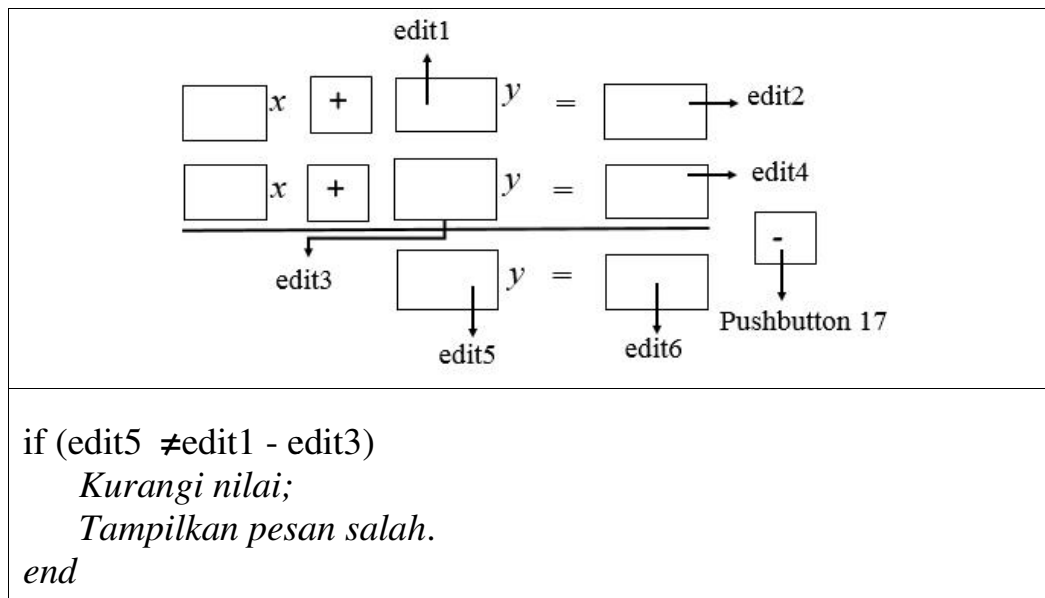 edit1
x + y = edit2
x + y = edit4
-
edit3
y =
Pushbutton 17
edit5 edit6
if (edit5 ≠edit1 - edit3)
Kurangi nilai;
Tampilkan pesan salah.
end